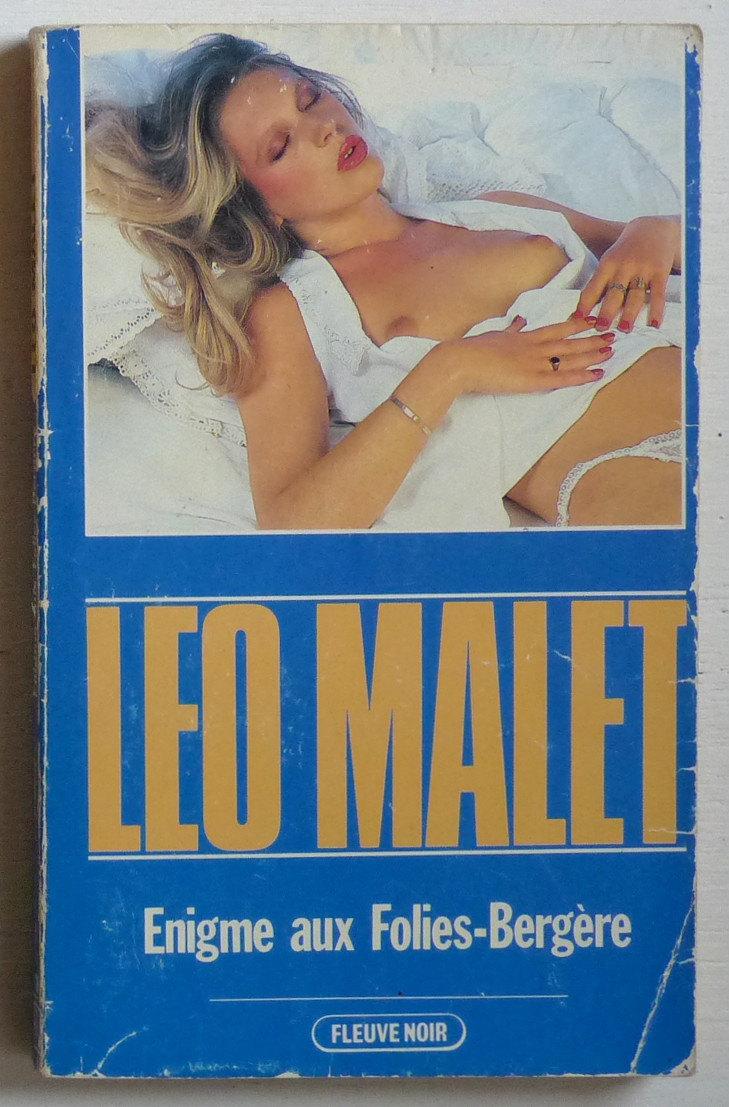 LEO MALET
Enigme aux Folies-Bergère
FLEUVE NOIR